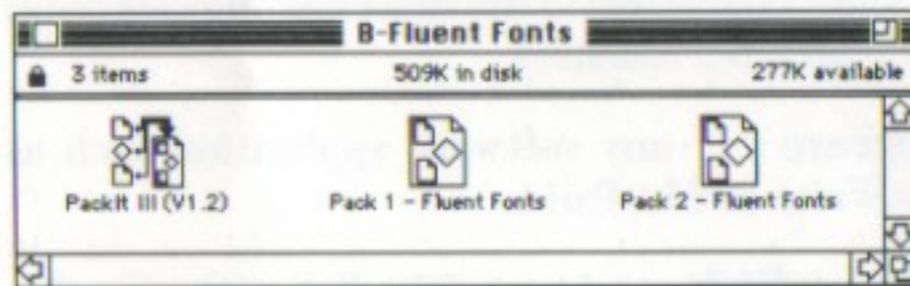 B-Fluent Fonts
3 items 509K in disk 277K available
PackIt III (V1.2) Pack 1 - Fluent Fonts Pack 2 - Fluent Fonts